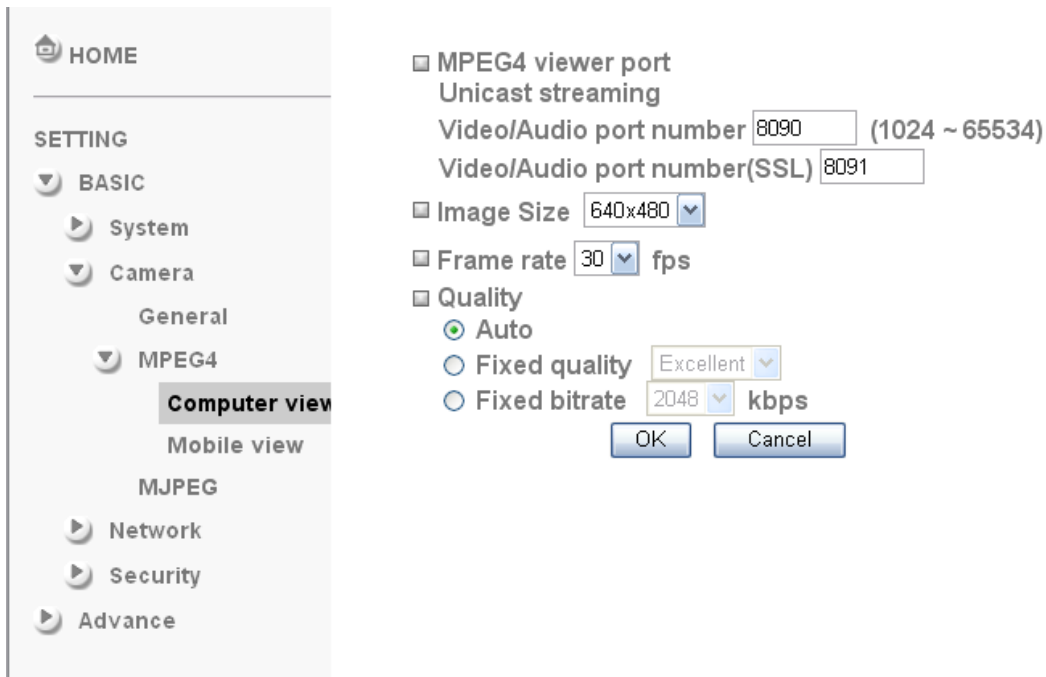 HOME
SETTING
BASIC
System
Camera
General
MPEG4
Computer view
Mobile view
MJPEG
Network
Security
Advance
MPEG4 viewer port
Unicast streaming
Video/Audio port number 8090 (1024 ~ 65534)
Video/Audio port number(SSL) 8091
Image Size 640x480
Frame rate 30 fps
Quality
Auto
Fixed quality Excellent
Fixed bitrate 2048 kbps
OK Cancel